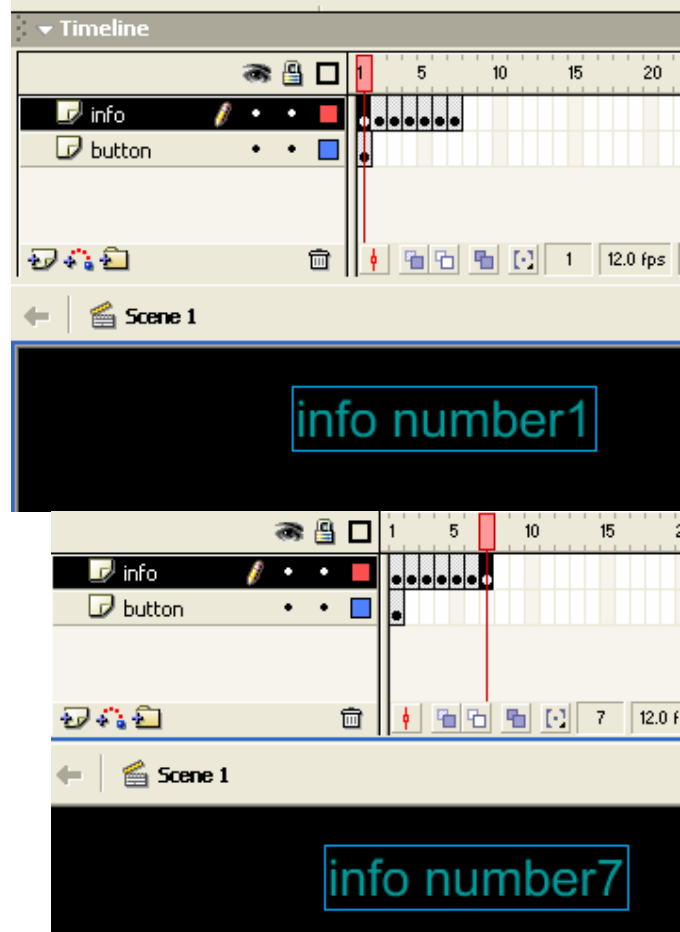 Timeline
1 5 10 15 20
info
button
1 12.0 fps
Scene 1
info number1
1 5 10 15
info
button
7 12.0 f
Scene 1
info number7